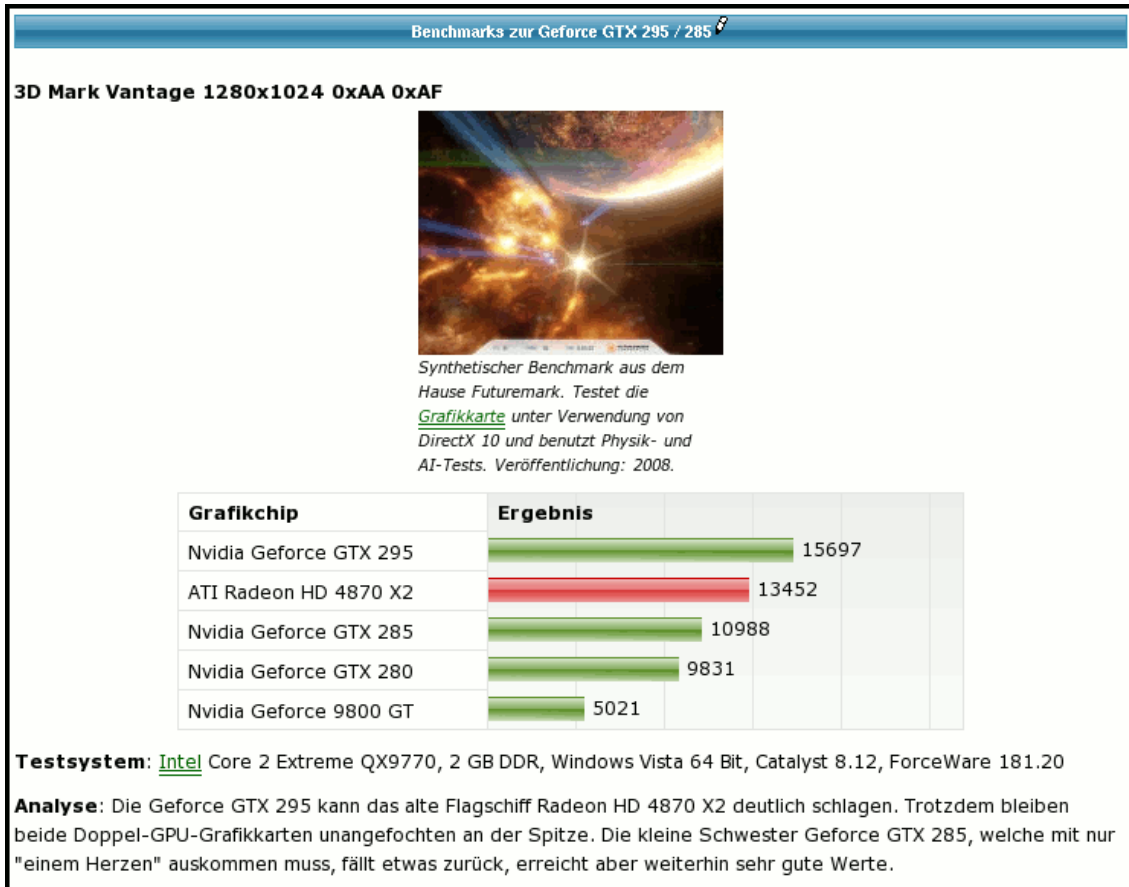 Benchmarks zur Geforce GTX 295 / 285
3D Mark Vantage 1280x1024 0xAA 0xAF
Synthetischer Benchmark aus dem
Hause Futuremark. Testet die
Grafikkarte unter Verwendung von
DirectX 10 und benutzt Physik- und
AI-Tests. Veröffentlichung: 2008.
Grafikchip Ergebnis
Nvidia Geforce GTX 295 15697
ATI Radeon HD 4870 X2 13452
Nvidia Geforce GTX 285 10988
Nvidia Geforce GTX 280 9831
Nvidia Geforce 9800 GT 5021
Testsystem: Intel Core 2 Extreme QX9770, 2 GB DDR, Windows Vista 64 Bit, Catalyst 8.12, ForceWare 181.20
Analyse: Die Geforce GTX 295 kann das alte Flagschiff Radeon HD 4870 X2 deutlich schlagen. Trotzdem bleiben
beide Doppel-GPU-Grafikkarten unangefochten an der Spitze. Die kleine Schwester Geforce GTX 285, welche mit nur
"einem Herzen" auskommen muss, fällt etwas zurück, erreicht aber weiterhin sehr gute Werte.